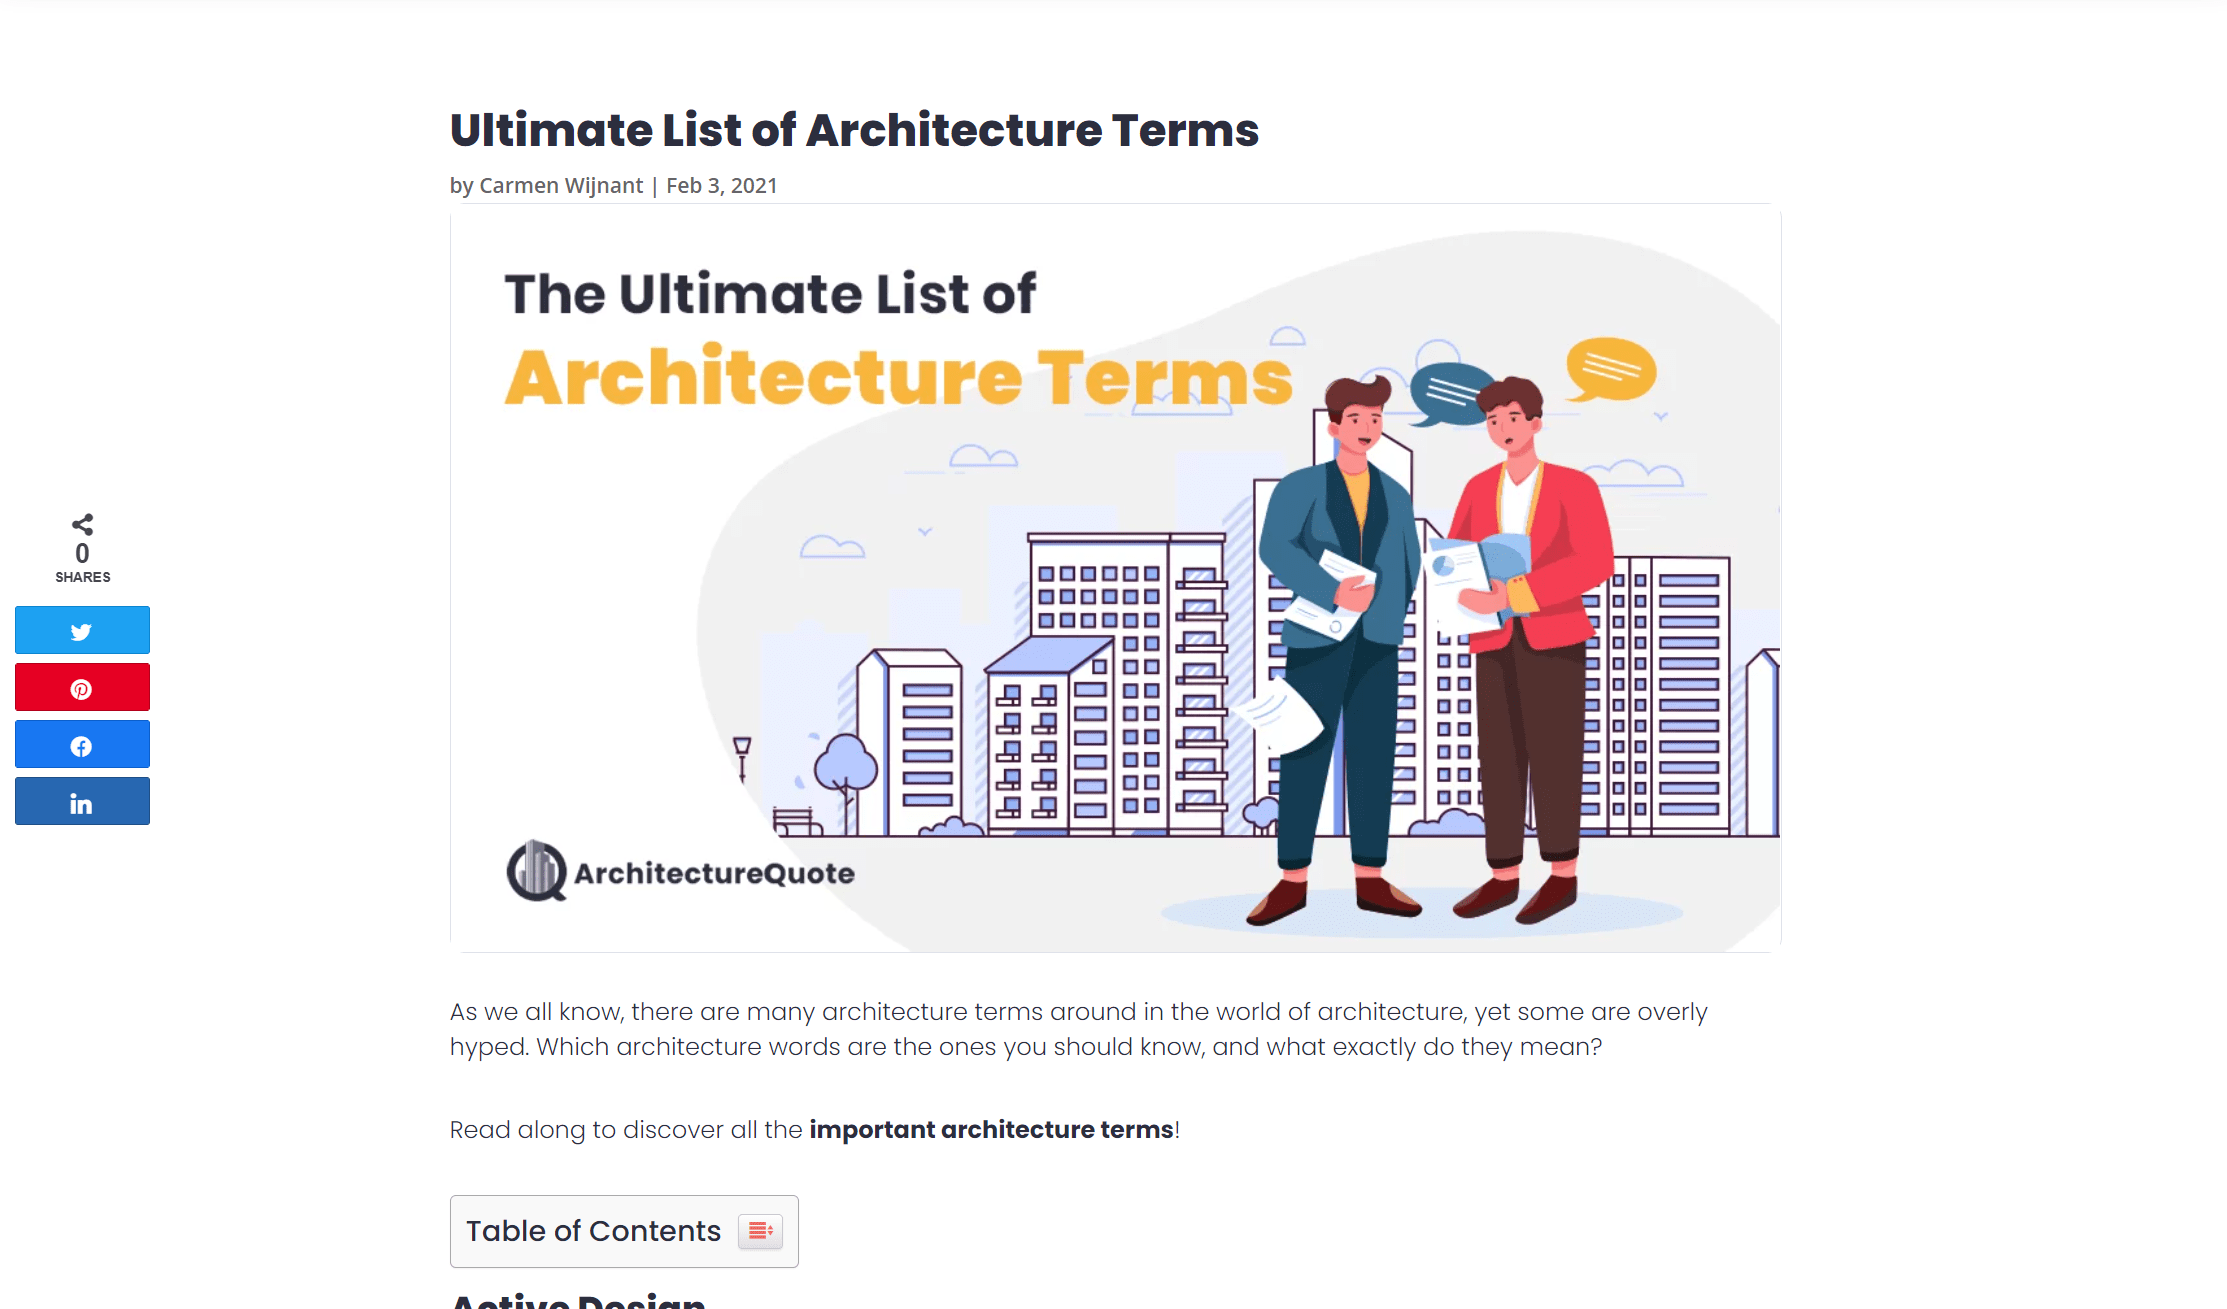 Ultimate List of Architecture Terms
by Carmen Wijnant | Feb 3, 2021
The Ultimate List of
Architecture Terms
ArchitectureQuote
0
SHARES
As we all know, there are many architecture terms around in the world of architecture, yet some are overly
hyped. Which architecture words are the ones you should know, and what exactly do they mean?
Read along to discover all the important architecture terms!
Table of Contents
Active Design